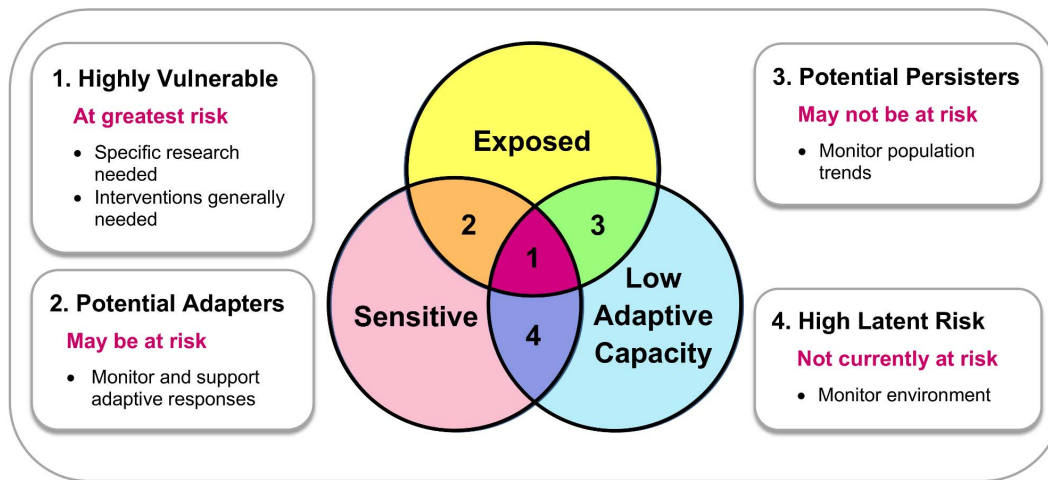 1. Highly Vulnerable
At greatest risk
• Specific research
needed
• Interventions generally
needed
2. Potential Adapters
May be at risk
• Monitor and support
adaptive responses
Exposed
2
3
1
Sensitive
4
Low
Adaptive
Capacity
3. Potential Persisters
May not be at risk
• Monitor population
trends
4. High Latent Risk
Not currently at risk
• Monitor environment